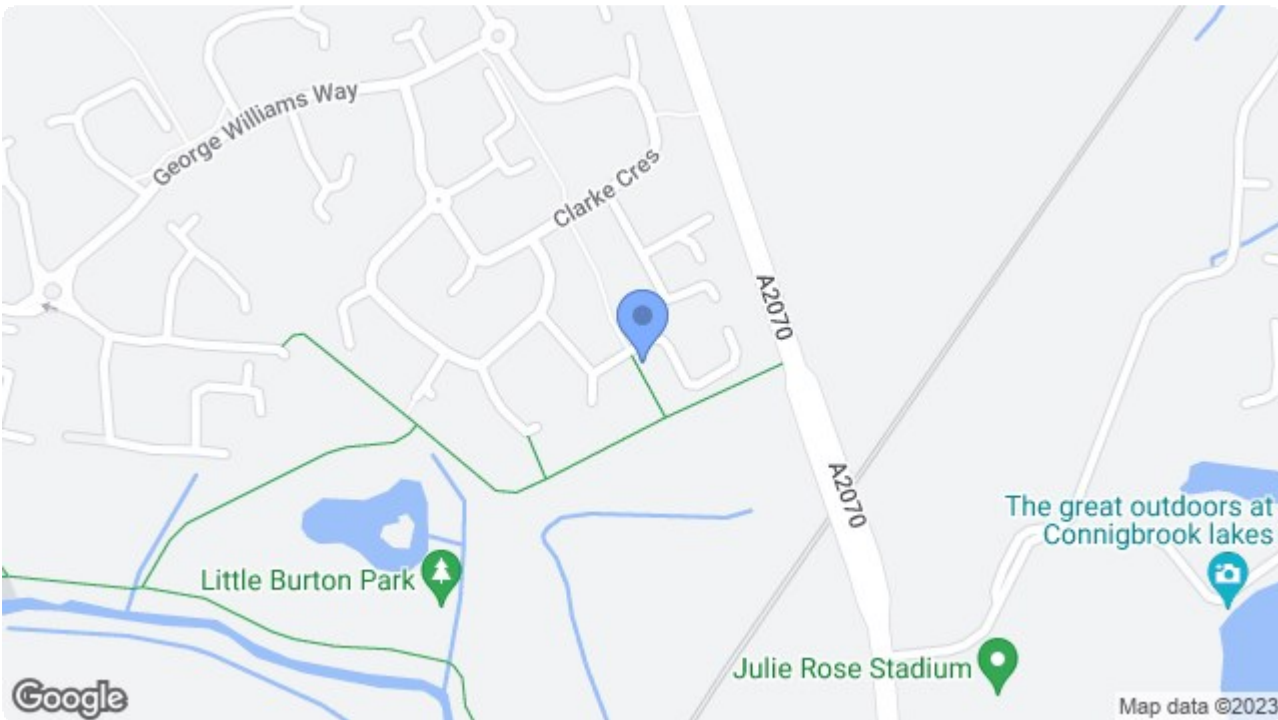 George Williams Way
Clarke Cres
A2070
A2070
The great outdoors at
Connigbrook lakes
Little Burton Park
Julie Rose Stadium
Google
Map data ©2023